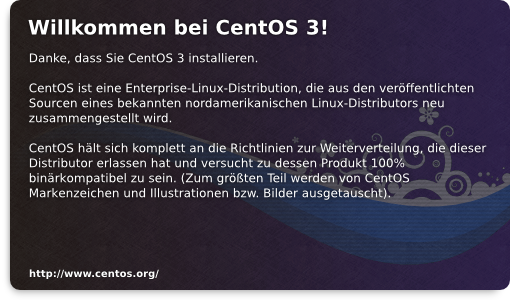 Willkommen bei CentOS 3!
Danke, dass Sie CentOS 3 installieren.
CentOS ist eine Enterprise-Linux-Distribution, die aus den veröffentlichten
Sourcen eines bekannten nordamerikanischen Linux-Distributors neu
zusammengestellt wird.
CentOS hält sich komplett an die Richtlinien zur Weiterverteilung, die dieser
Distributor erlassen hat und versucht zu dessen Produkt 100%
binärkompatibel zu sein. (Zum größten Teil werden von CentOS
Markenzeichen und Illustrationen bzw. Bilder ausgetauscht).
http://www.centos.org/